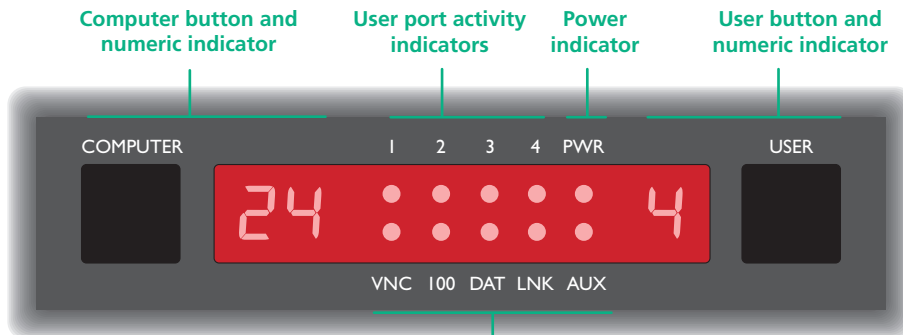 Computer button and
numeric indicator
User port activity
indicators
Power
indicator
User button and
numeric indicator
COMPUTER
1 2 3 4 PWR
USER
24
4
VNC 100 DAT LNK AUX